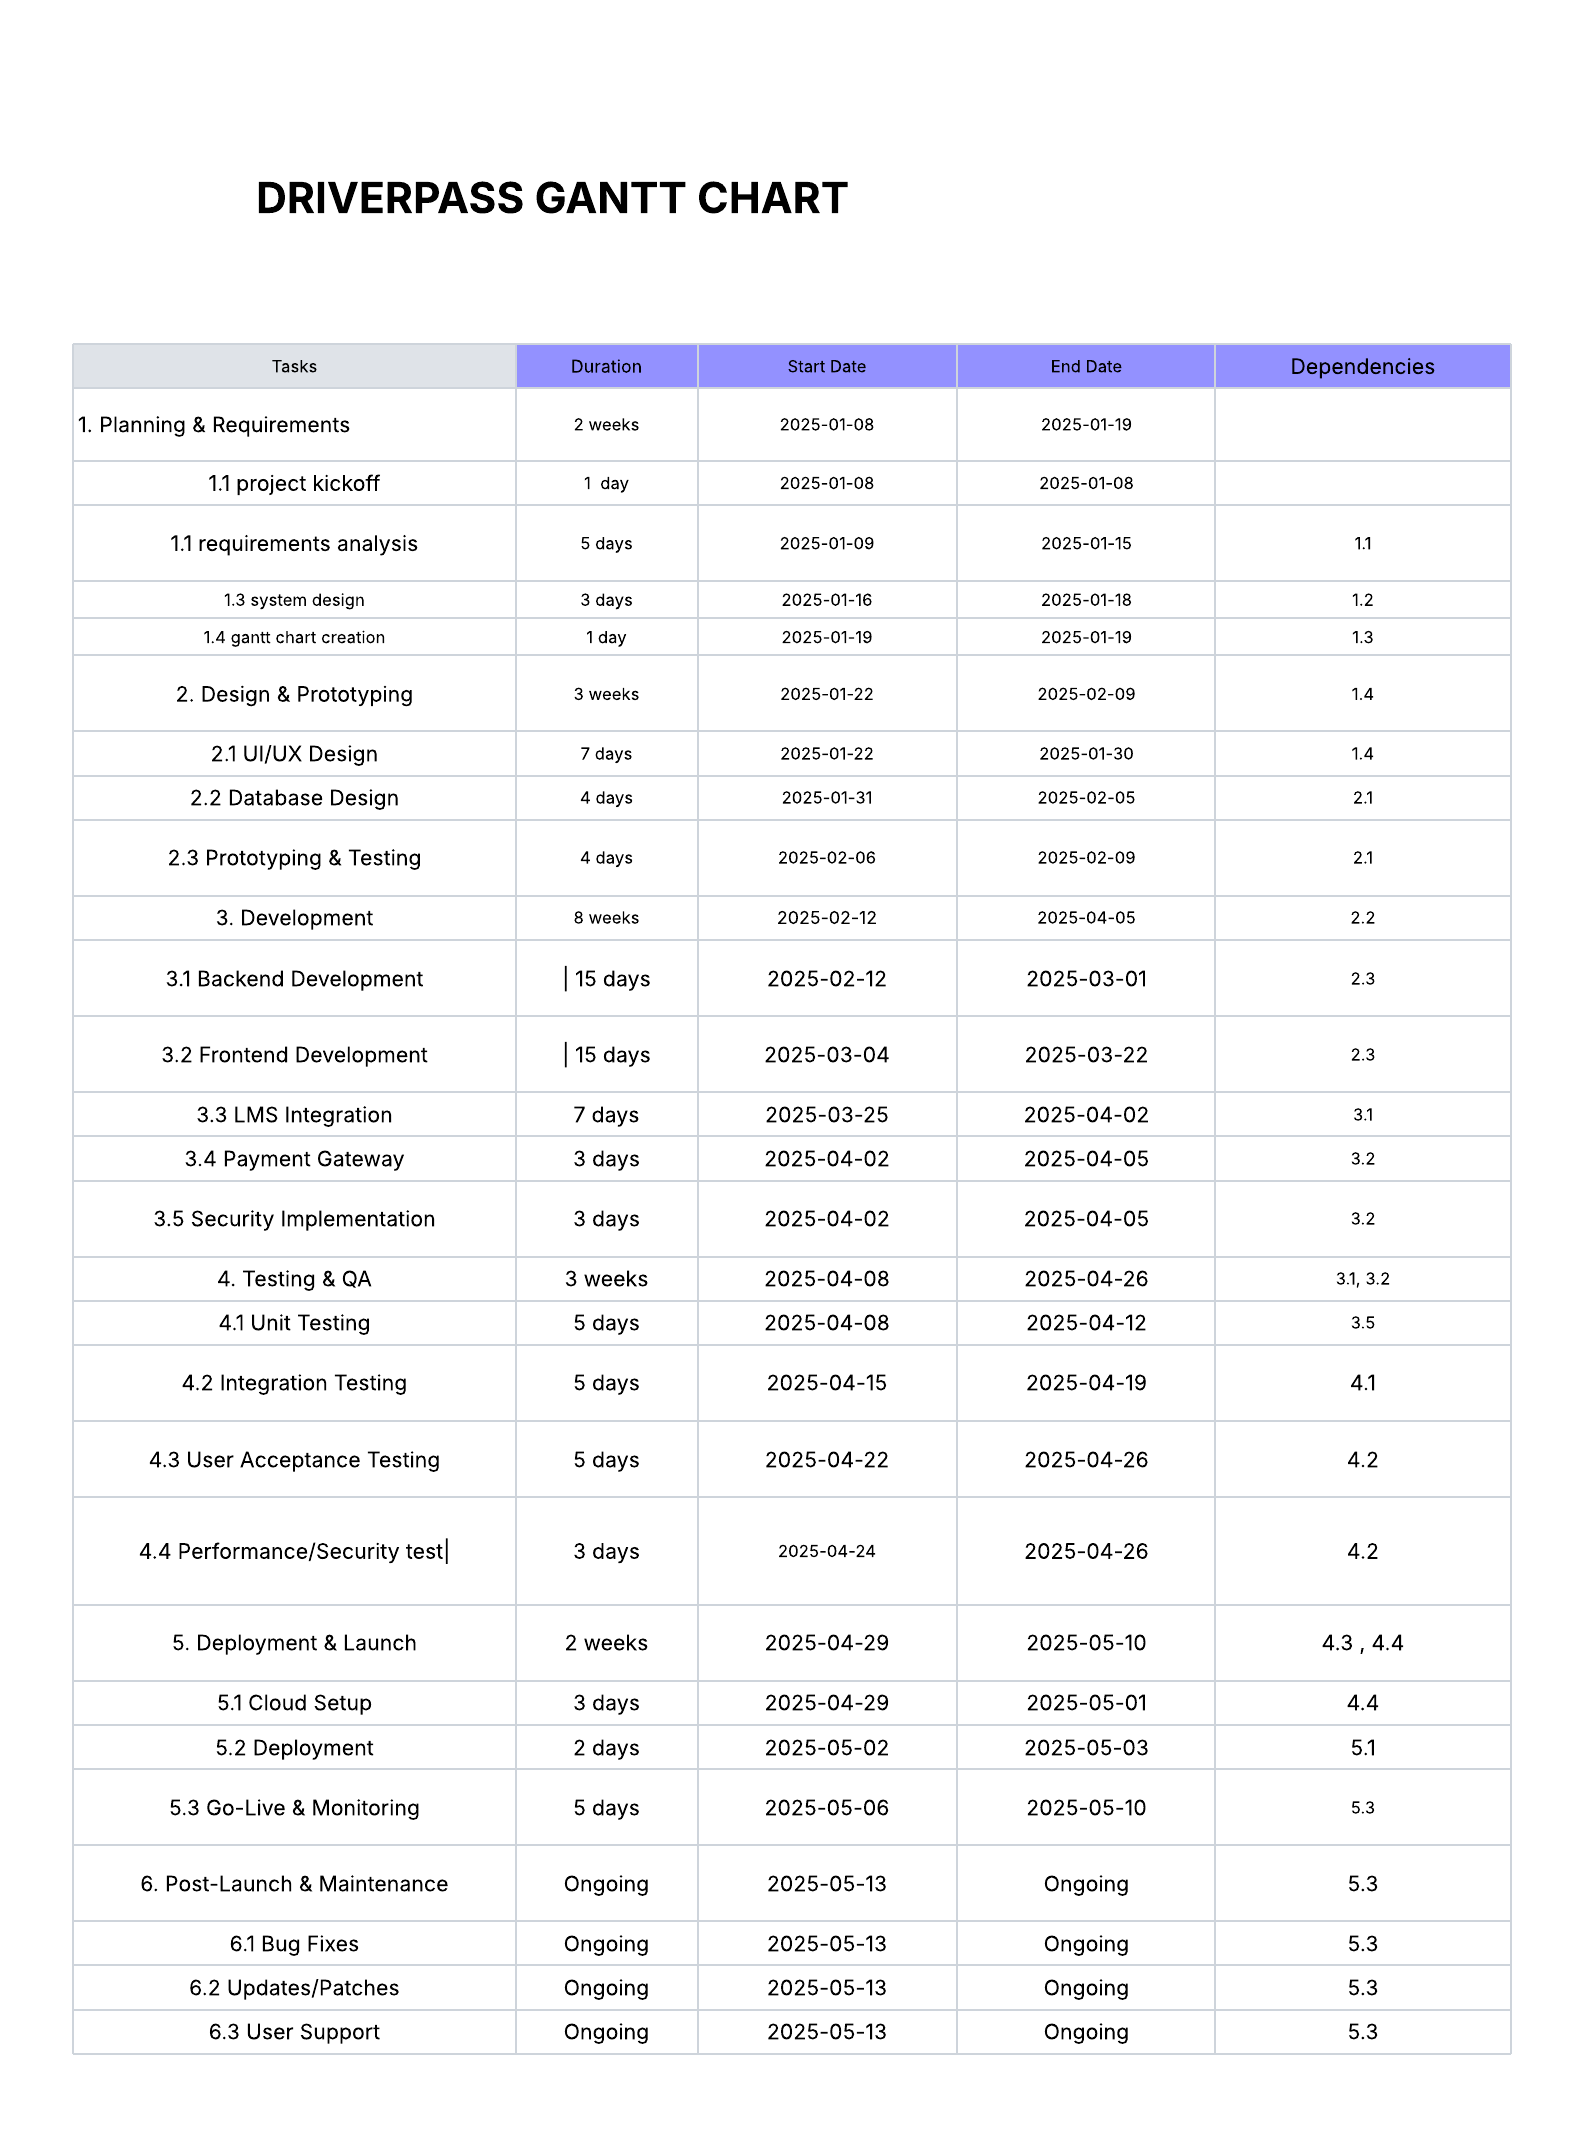 DRIVERPASS GANTT CHART
Tasks Duration Start Date End Date Dependencies
1. Planning & Requirements 2 weeks 2025-01-08 2025-01-19
1.1 project kickoff 1 day 2025-01-08 2025-01-08
1.1 requirements analysis 5 days 2025-01-09 2025-01-15 1.1
1.3 system design 3 days 2025-01-16 2025-01-18 1.2
1.4 gantt chart creation 1 day 2025-01-19 2025-01-19 1.3
2. Design & Prototyping 3 weeks 2025-01-22 2025-02-09 1.4
2.1 UI/UX Design 7 days 2025-01-22 2025-01-30 1.4
2.2 Database Design 4 days 2025-01-31 2025-02-05 2.1
2.3 Prototyping & Testing 4 days 2025-02-06 2025-02-09 2.1
3. Development 8 weeks 2025-02-12 2025-04-05 2.2
3.1 Backend Development | 15 days 2025-02-12 2025-03-01 2.3
3.2 Frontend Development | 15 days 2025-03-04 2025-03-22 2.3
3.3 LMS Integration 7 days 2025-03-25 2025-04-02 3.1
3.4 Payment Gateway 3 days 2025-04-02 2025-04-05 3.2
3.5 Security Implementation 3 days 2025-04-02 2025-04-05 3.2
4. Testing & QA 3 weeks 2025-04-08 2025-04-26 3.1, 3.2
4.1 Unit Testing 5 days 2025-04-08 2025-04-12 3.5
4.2 Integration Testing 5 days 2025-04-15 2025-04-19 4.1
4.3 User Acceptance Testing 5 days 2025-04-22 2025-04-26 4.2
4.4 Performance/Security test| 3 days 2025-04-24 2025-04-26 4.2
5. Deployment & Launch 2 weeks 2025-04-29 2025-05-10 4.3 , 4.4
5.1 Cloud Setup 3 days 2025-04-29 2025-05-01 4.4
5.2 Deployment 2 days 2025-05-02 2025-05-03 5.1
5.3 Go-Live & Monitoring 5 days 2025-05-06 2025-05-10 5.3
6. Post-Launch & Maintenance Ongoing 2025-05-13 Ongoing 5.3
6.1 Bug Fixes Ongoing 2025-05-13 Ongoing 5.3
6.2 Updates/Patches Ongoing 2025-05-13 Ongoing 5.3
6.3 User Support Ongoing 2025-05-13 Ongoing 5.3